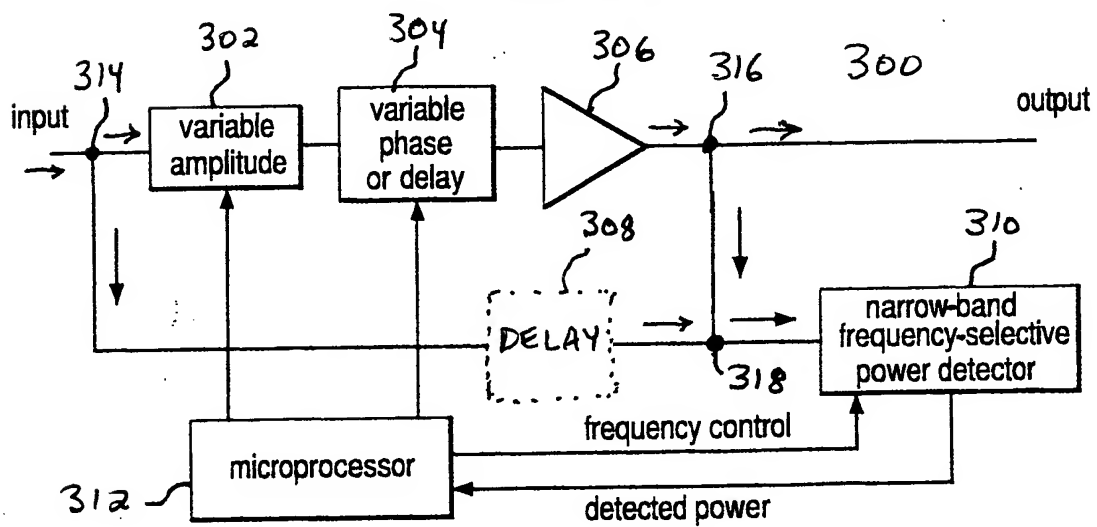 302
304
306
316
300
314
input
variable
amplitude
variable
phase
or delay
output
308
310
DELAY
narrow-band
frequency-selective
power detector
318
frequency control
microprocessor
312
detected power